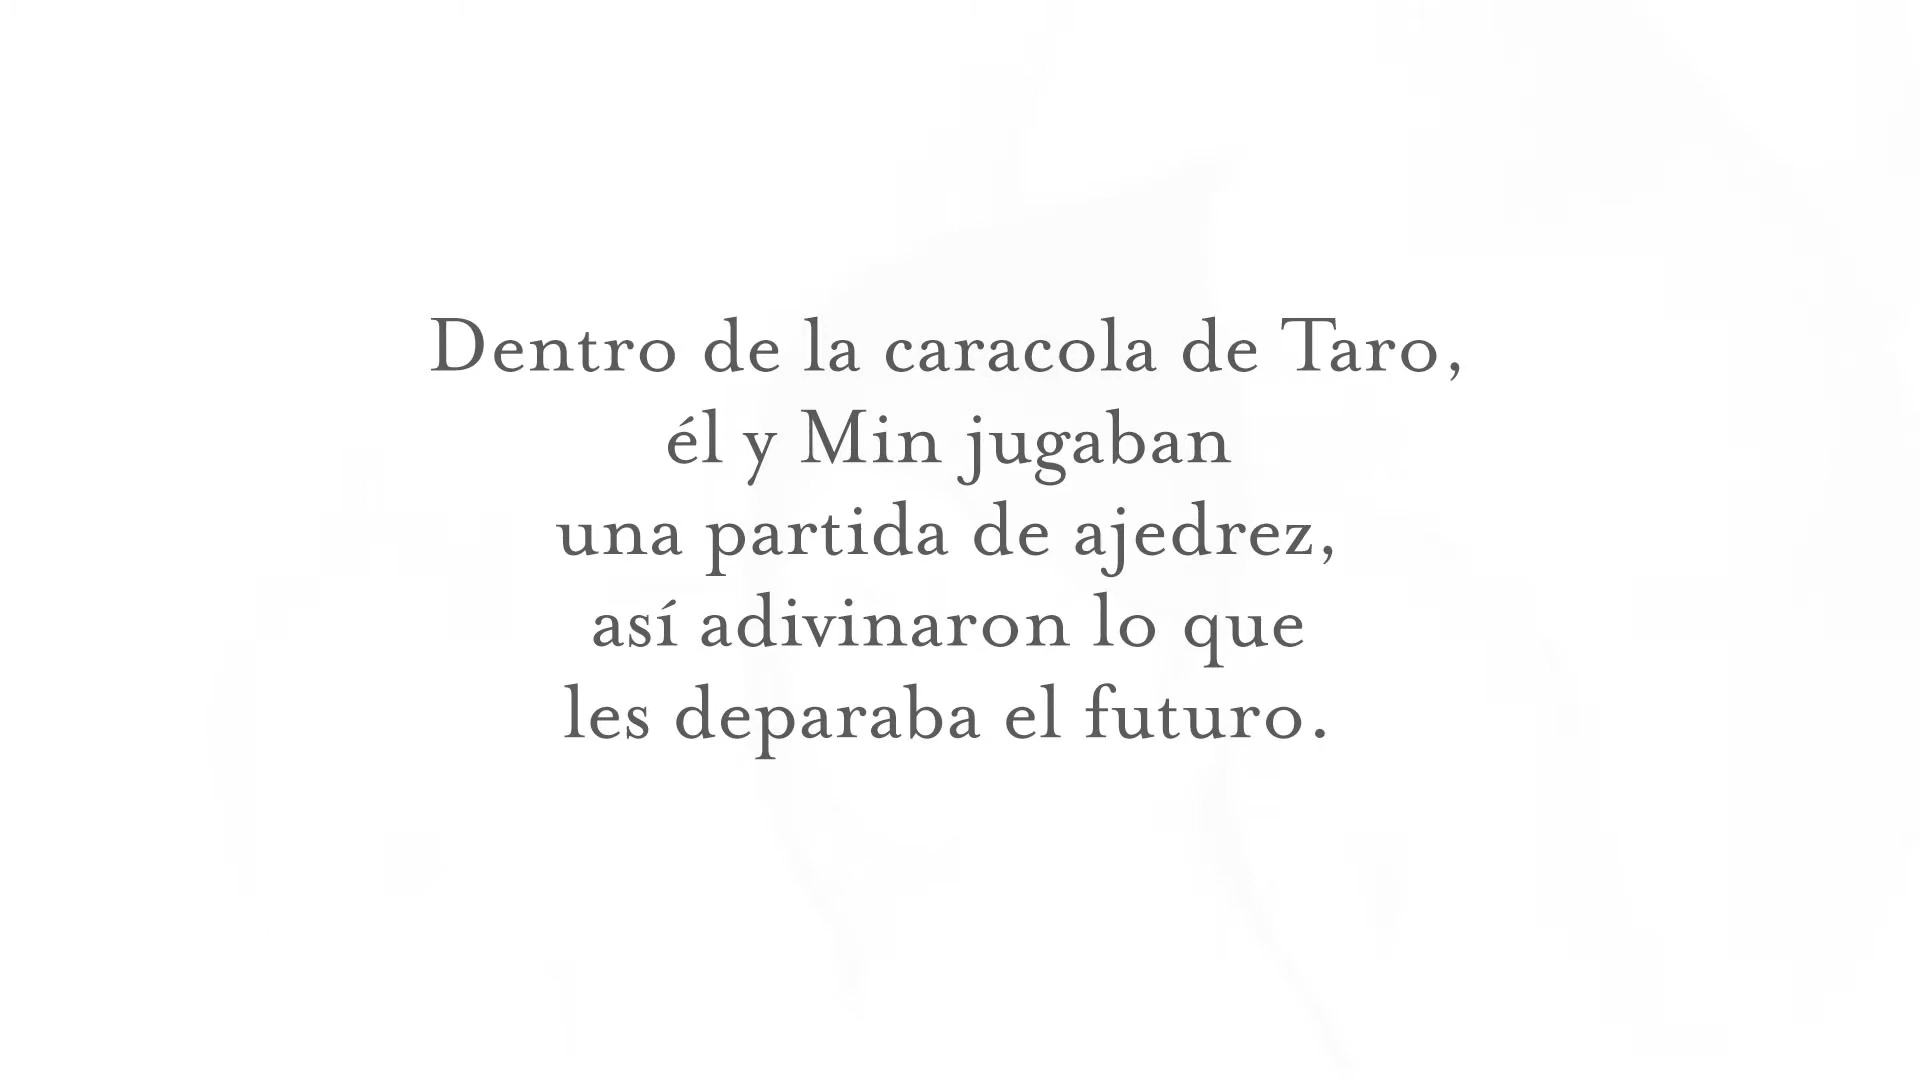 Dentro de la caracola de Taro,
él y Min jugaban
una partida de ajedrez,
así adivinaron lo que
les deparaba el futuro.